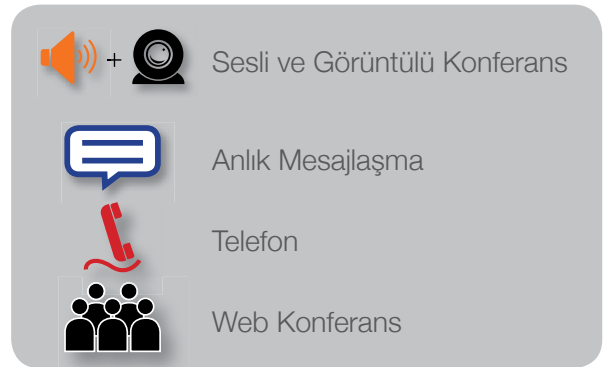 + Sesli ve Görüntülü Konferans
Anlık Mesajlaşma
Telefon
Web Konferans